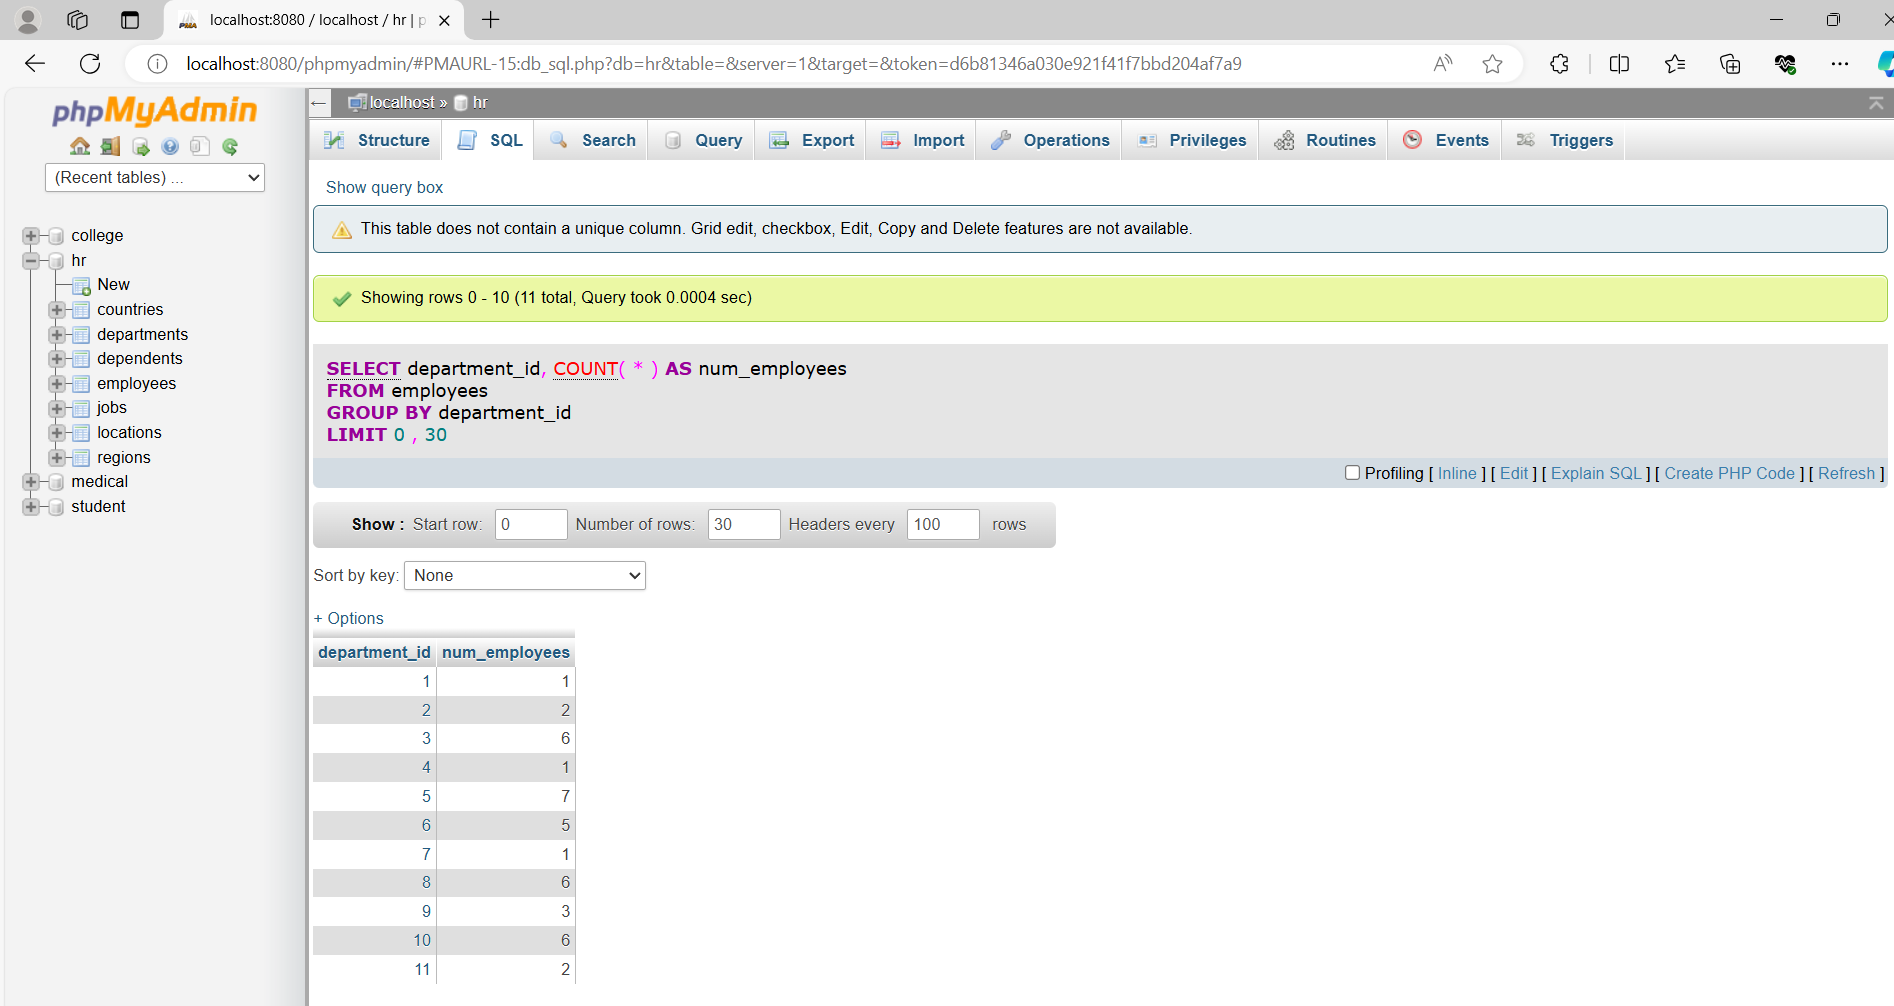 localhost:8080 / localhost / hr | p
localhost:8080/phpmyadmin/#PMAURL-15:db_sql.php?db=hr&table=&server=1&target=&token=d6b81346a030e921f41f7bbd204af7a9
phpMyAdmin
(Recent tables) ...
college
hr
New
countries
departments
dependents
employees
jobs
locations
regions
medical
student
localhost » hr
Structure SQL Search Query Export Import Operations Privileges Routines Events Triggers
Show query box
This table does not contain a unique column. Grid edit, checkbox, Edit, Copy and Delete features are not available.
Showing rows 0 - 10 (11 total, Query took 0.0004 sec)
SELECT department_id, COUNT( * ) AS num_employees
FROM employees
GROUP BY department_id
LIMIT 0 , 30
Profiling [ Inline ] [ Edit ] [ Explain SQL ] [ Create PHP Code ] [ Refresh ]
Show : Start row: 0 Number of rows: 30 Headers every 100 rows
Sort by key: None
+ Options
department_id num_employees
1 1
2 2
3 6
4 1
5 7
6 5
7 1
8 6
9 3
10 6
11 2